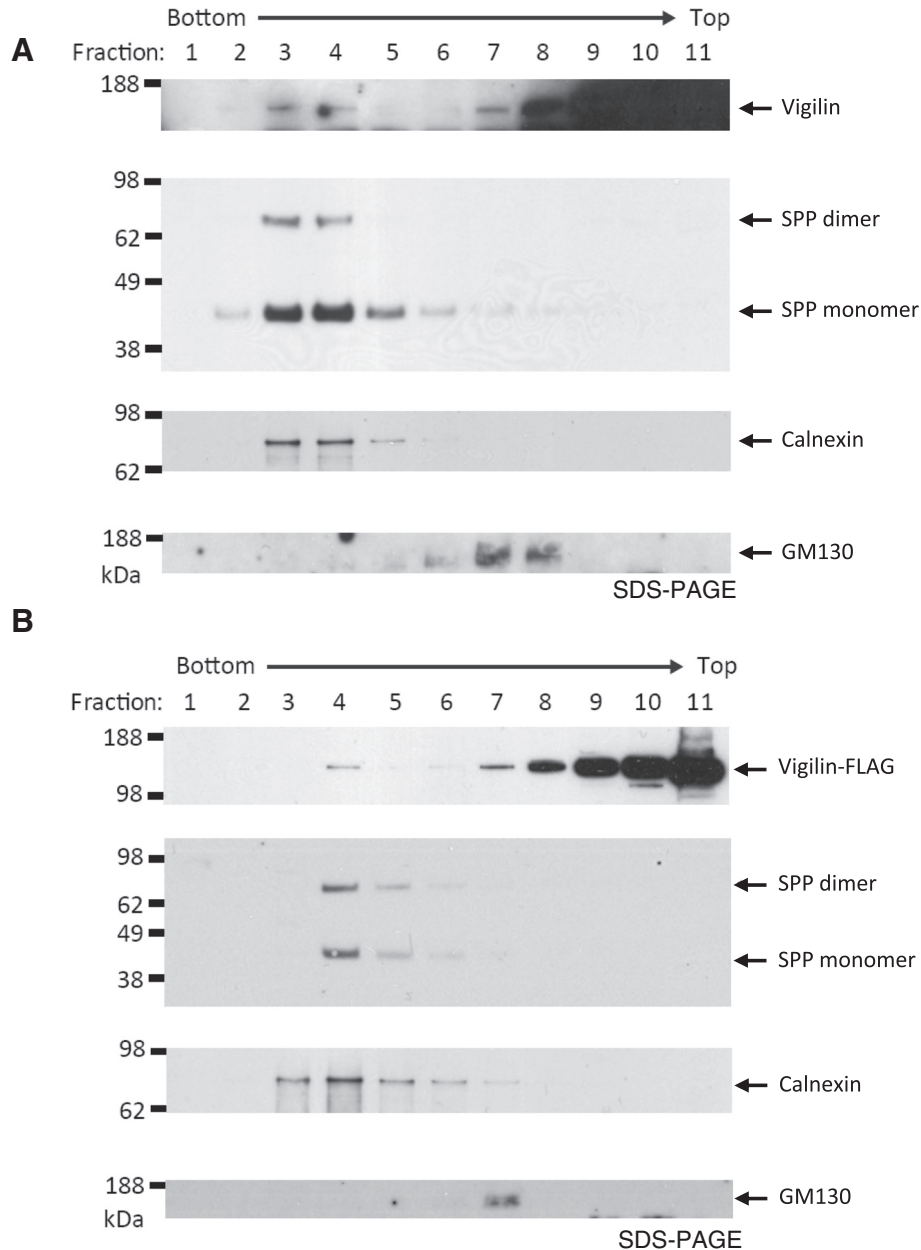 Bottom Top
A
Fraction: 1 2 3 4 5 6 7 8 9 10 11
188
Vigilin
98
SPP dimer
62
49
SPP monomer
38
98
Calnexin
62
188
GM130
kDa
SDS-PAGE
B
Bottom Top
Fraction: 1 2 3 4 5 6 7 8 9 10 11
188
Vigilin-FLAG
98
98
SPP dimer
62
49
SPP monomer
38
98
Calnexin
62
188
GM130
kDa
SDS-PAGE